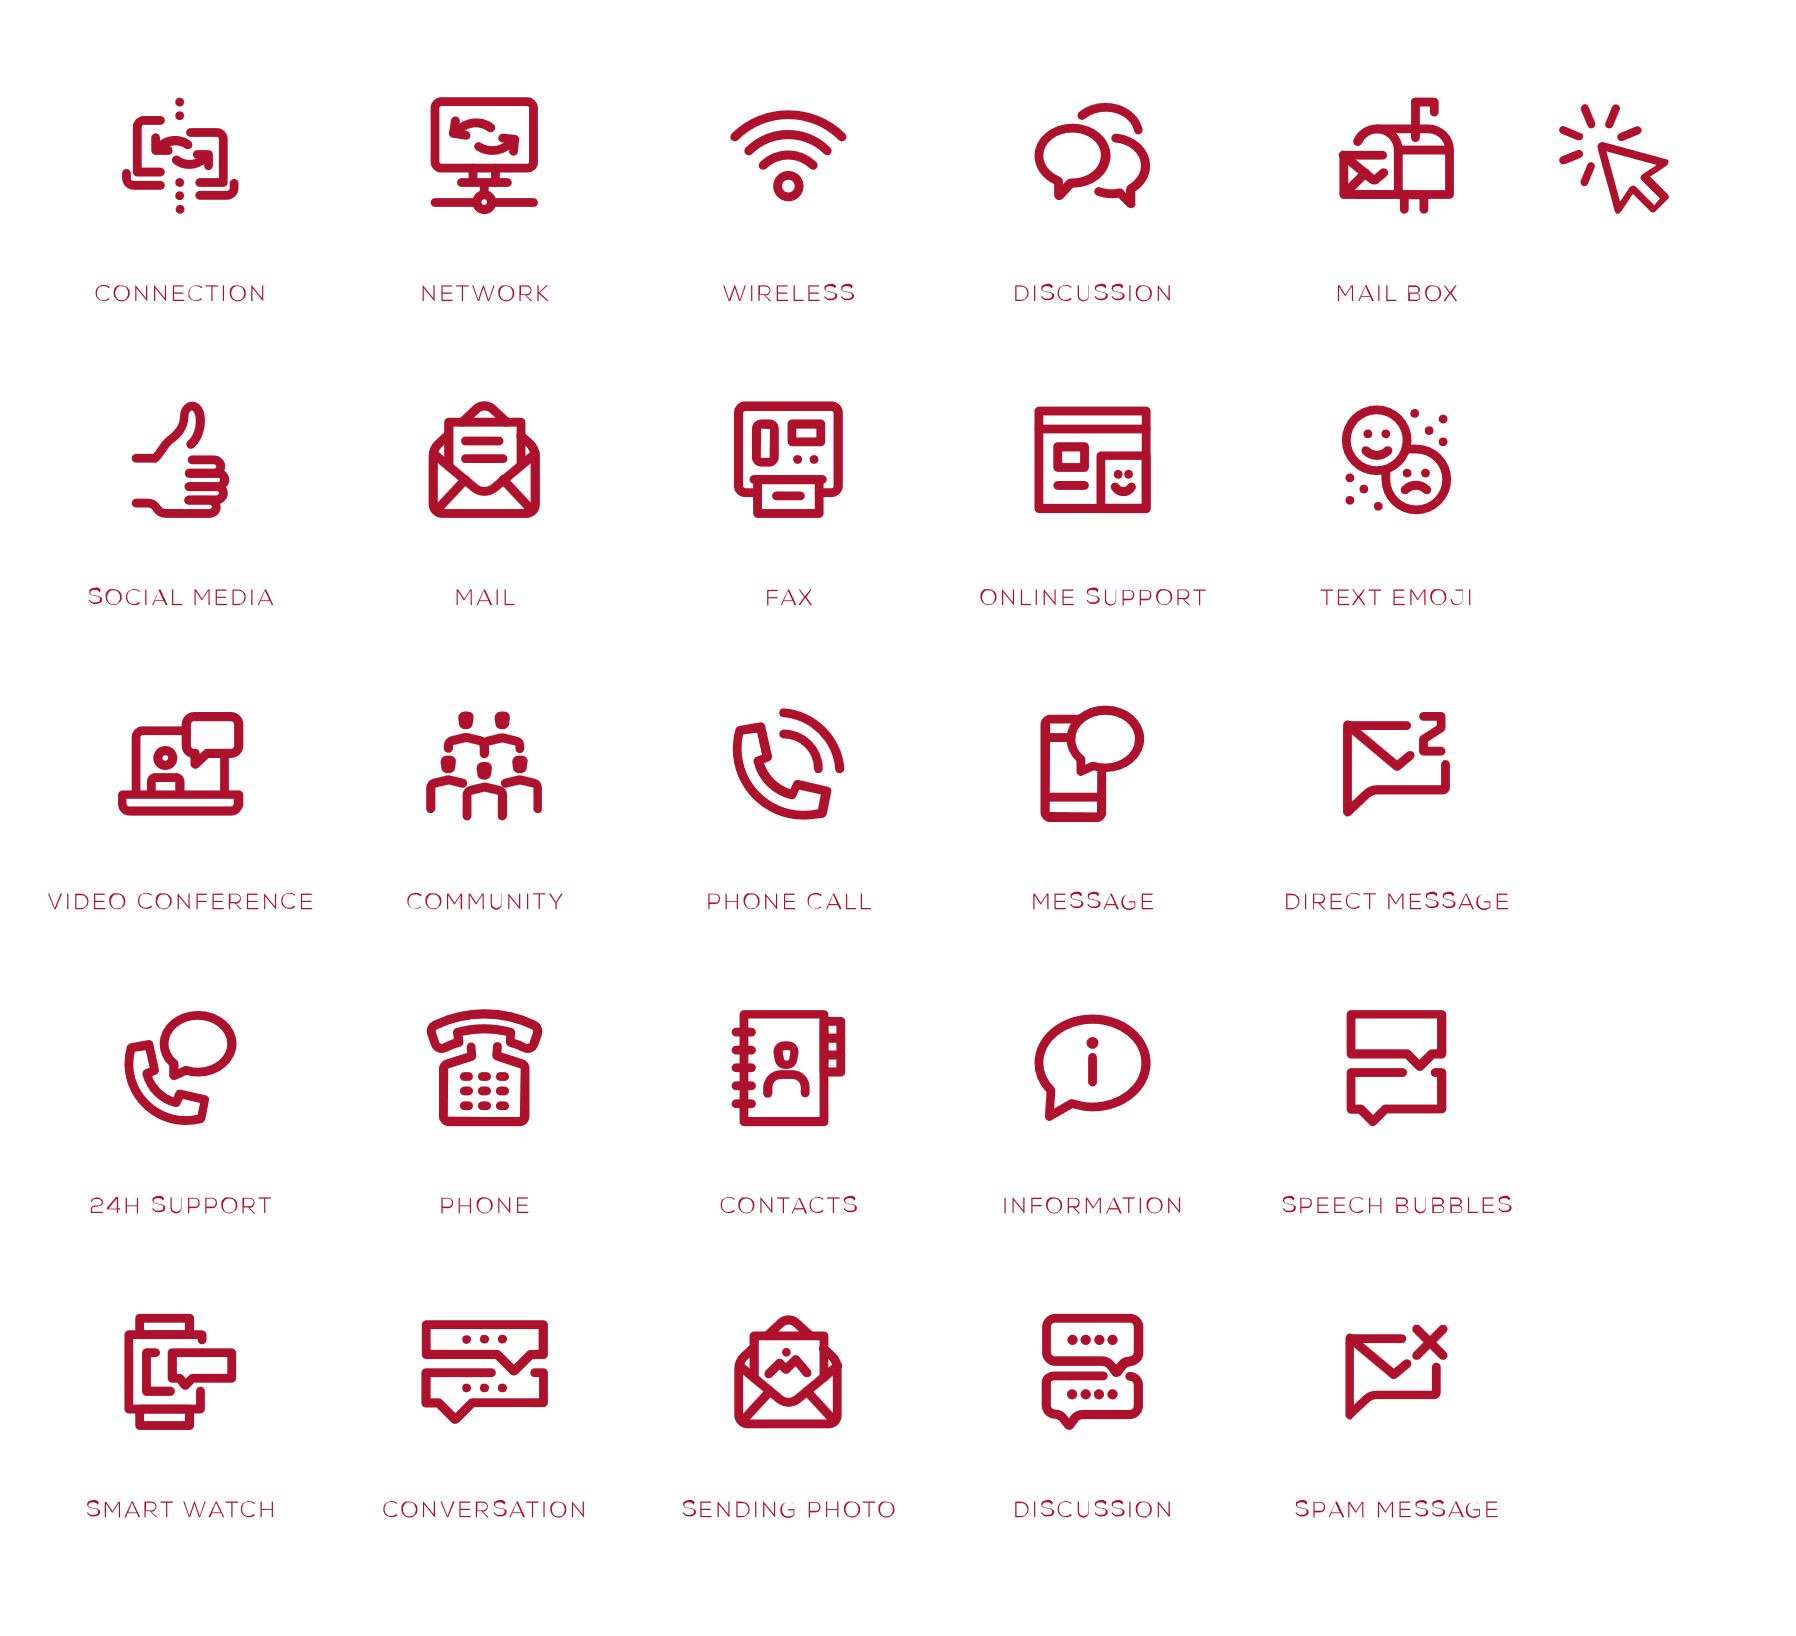 CONNECTION NETWORK WIRELESS DISCUSSION MAIL BOX
SOCIAL MEDIA MAIL FAX ONLINE SUPPORT TEXT EMOJI
2
VIDEO CONFERENCE COMMUNITY PHONE CALL MESSAGE DIRECT MESSAGE
i
24H SUPPORT PHONE CONTACTS INFORMATION SPEECH BUBBLES
SMART WATCH CONVERSATION SENDING PHOTO DISCUSSION SPAM MESSAGE